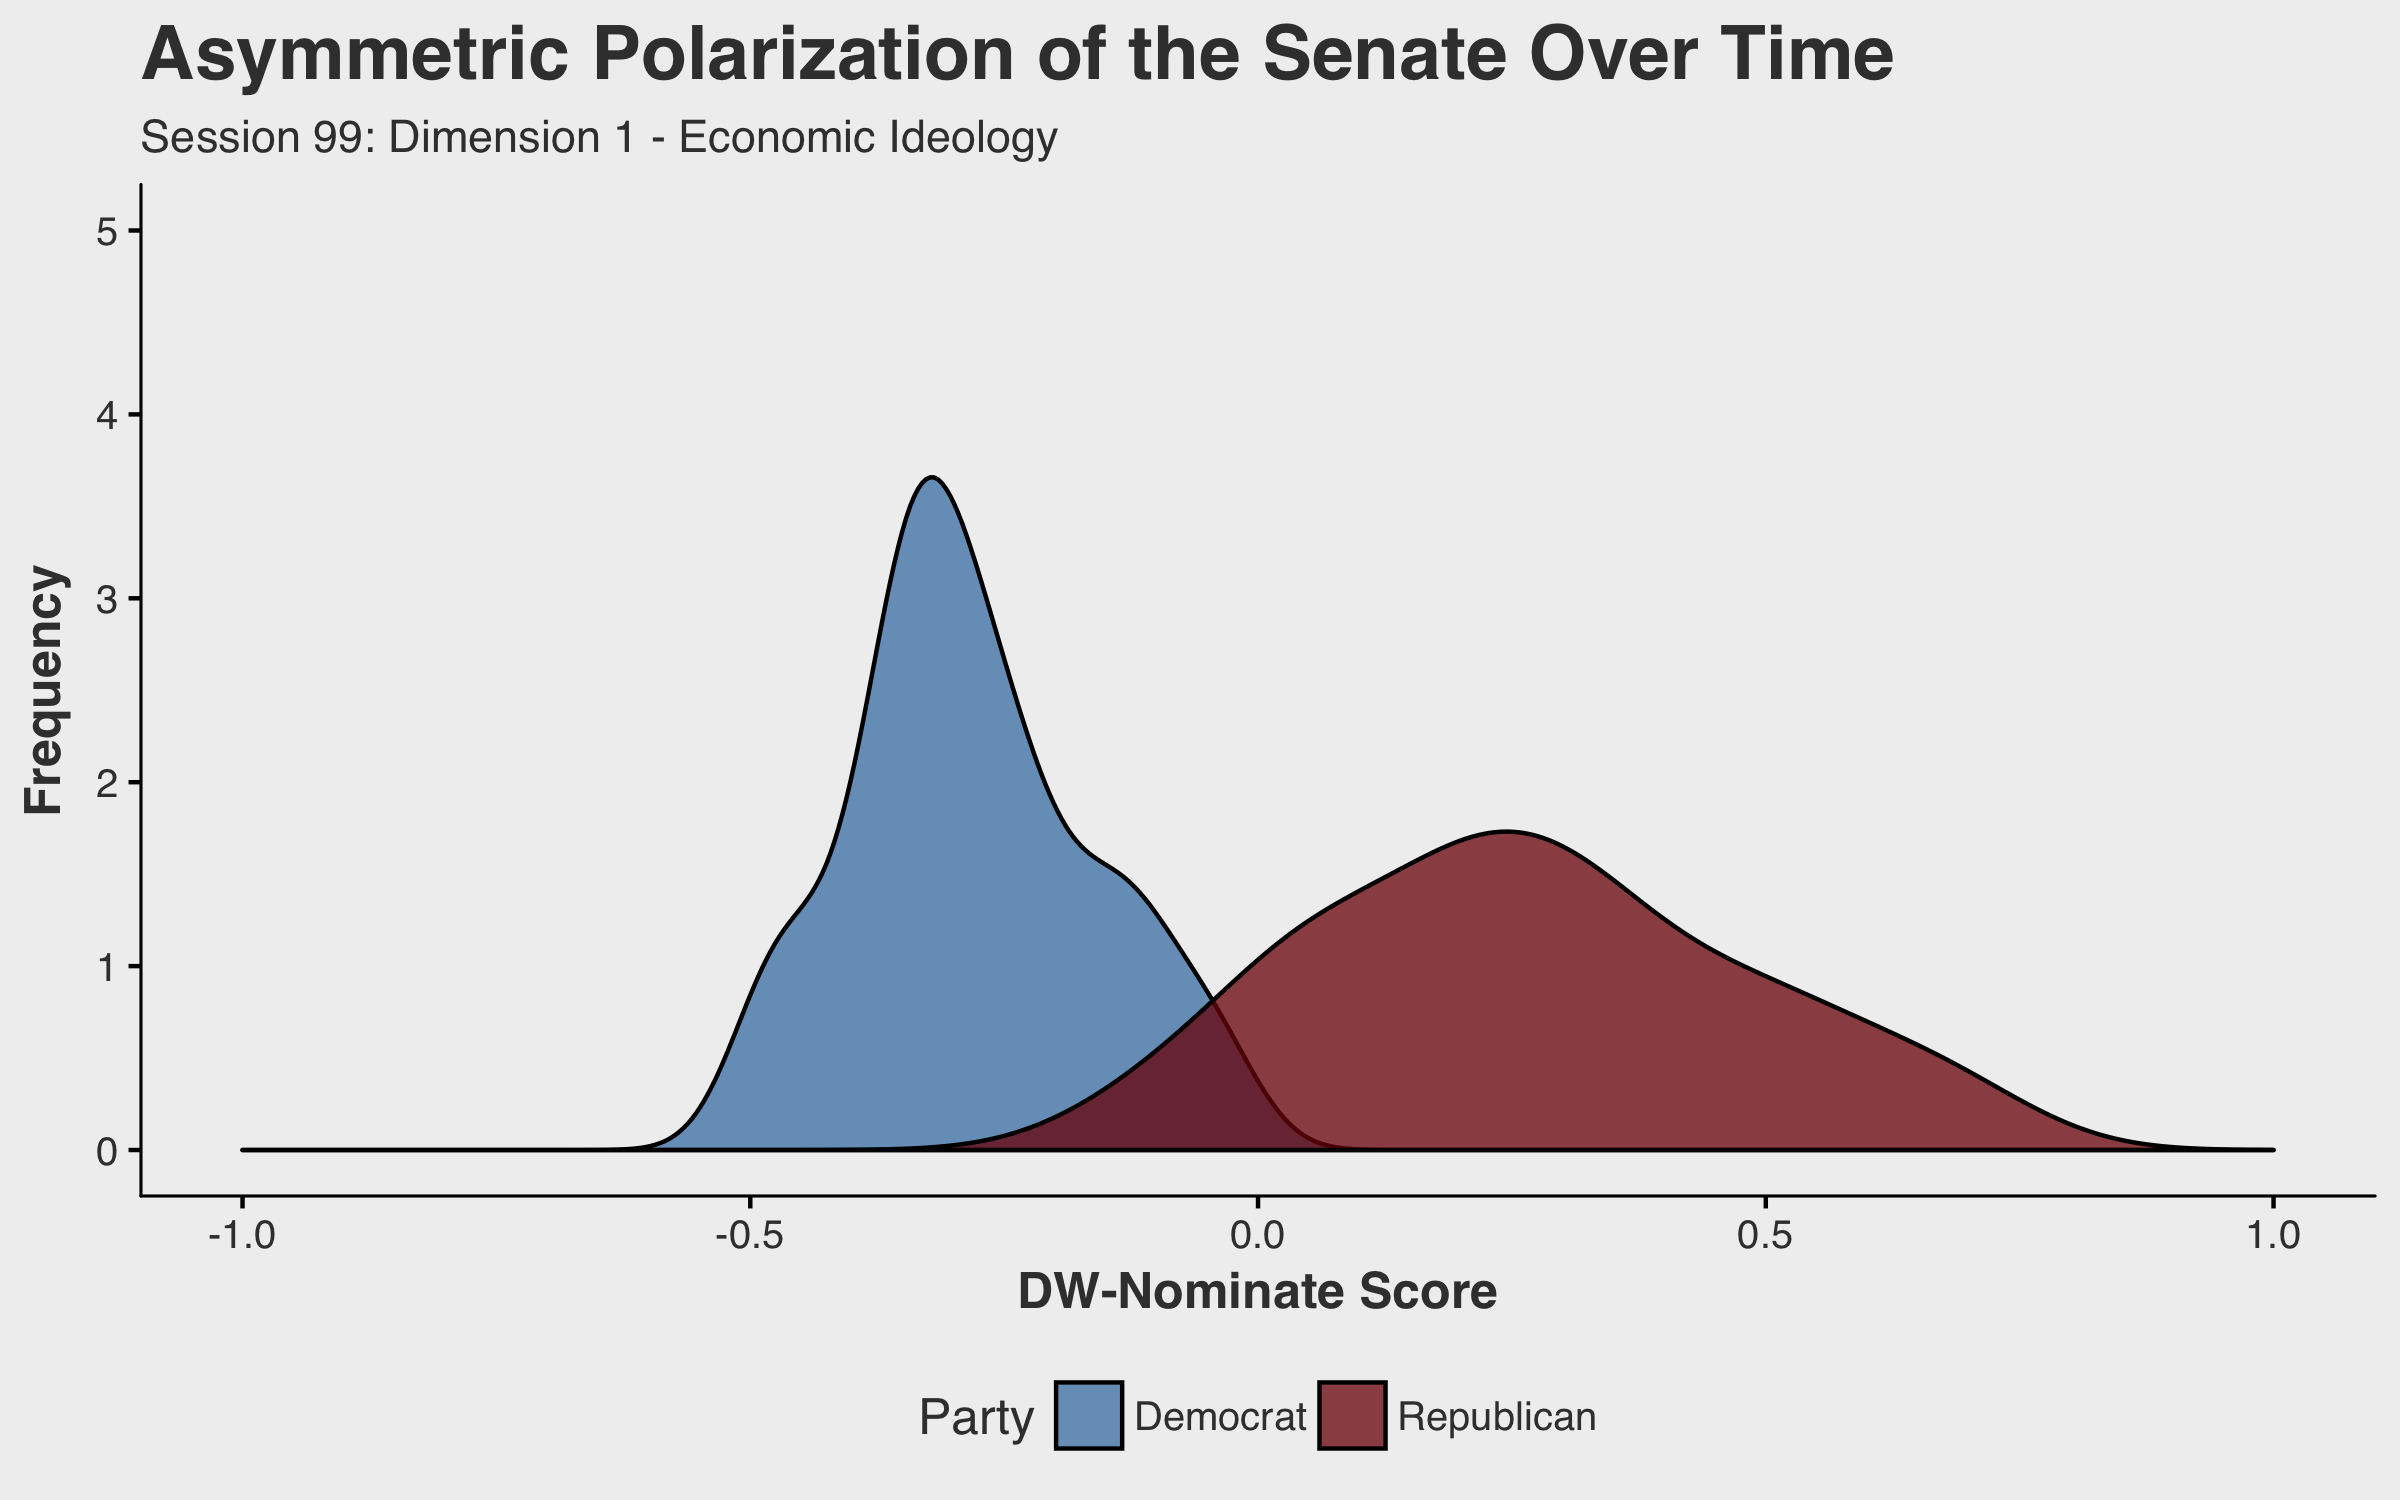 Asymmetric Polarization of the Senate Over Time
Session 99: Dimension 1 - Economic Ideology
Frequency
5
4
3
2
1
0
-1.0 -0.5 0.0 0.5 1.0
DW-Nominate Score
Party Democrat Republican